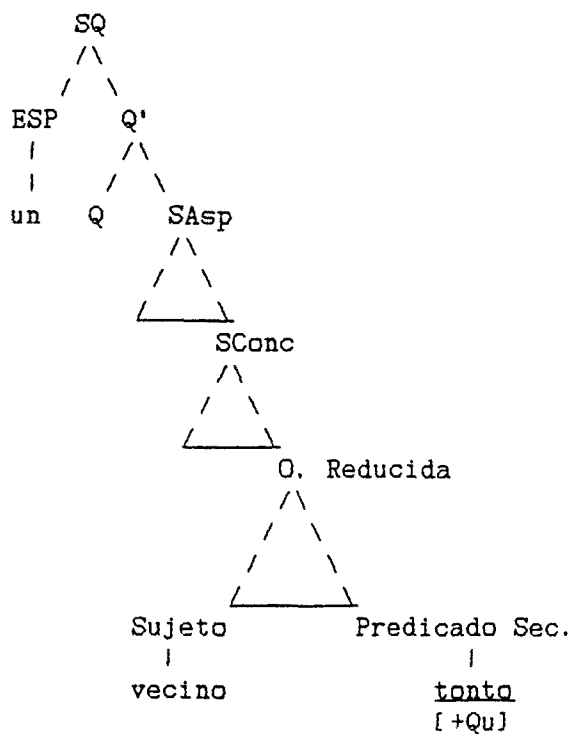 SQ
ESP Q'
un Q SAsp
SConc
O. Reducida
Sujeto Predicado Sec.
vecino tonto
[+Qu]